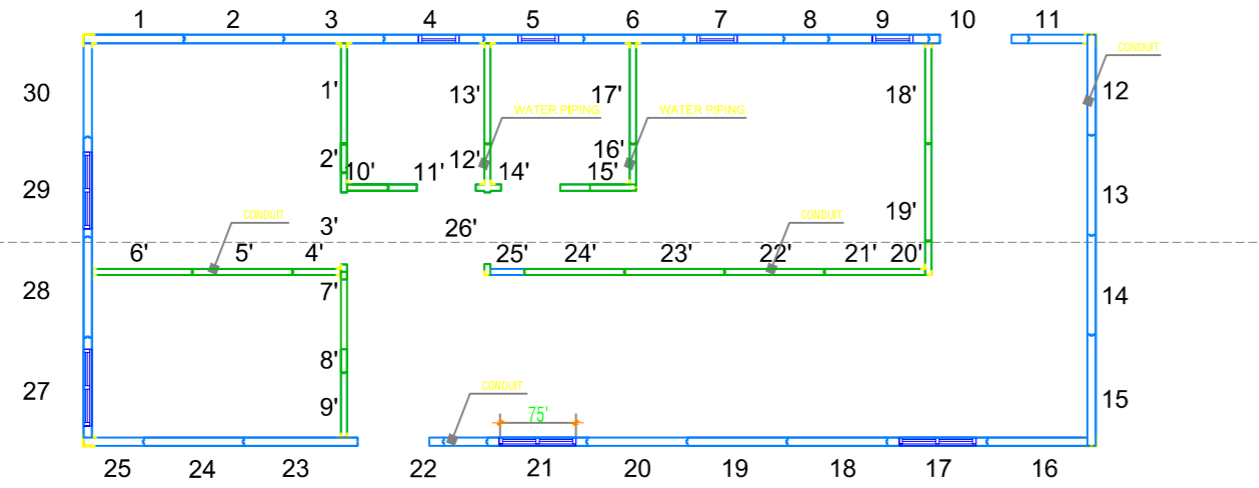 1 2 3 4 5 6 7 8 9 10 11
CONDUIT
30 1' 13' 17' 18' 12
WATER PIPING WATER PIPING
2' 12' 16'
10' 11' 14' 15'
29 13
3' 26' 19'
CONDUIT CONDUIT
6' 5' 4' 25' 24' 23' 22' 21' 20'
28 7' 14
8'
27 9' 15
CONDUIT
75'
25 24 23 22 21 20 19 18 17 16